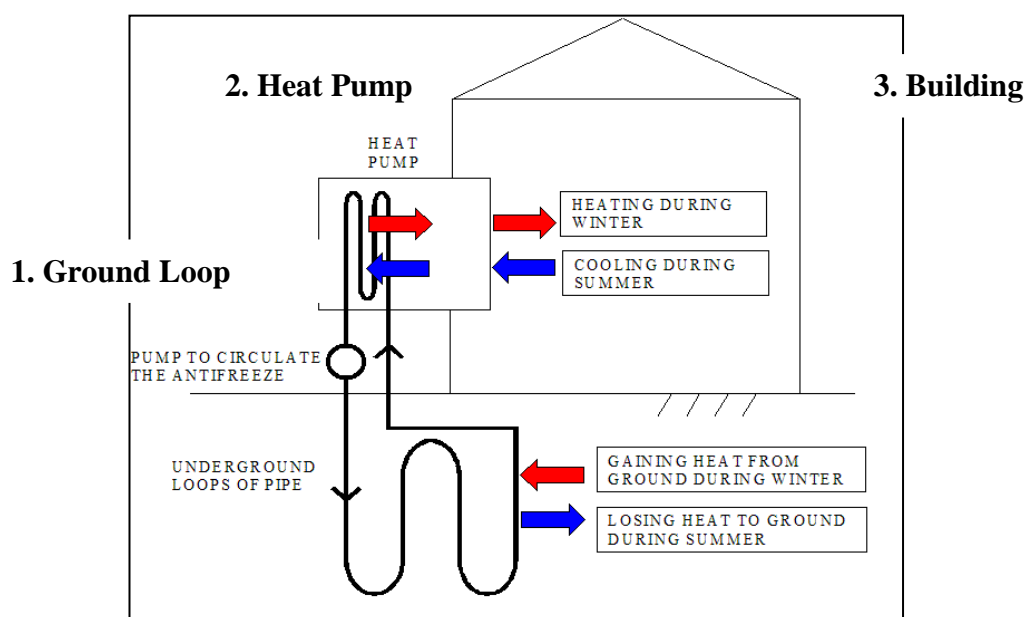 2. Heat Pump
3. Building
HEAT
PUMP
HEATING DURING
WINTER
1. Ground Loop
COOLING DURING
SUMMER
PUMP TO CIRCULATE
THE ANTIFREEZE
UNDERGROUND
LOOPS OF PIPE
GAINING HEAT FROM
GROUND DURING WINTER
LOSING HEAT TO GROUND
DURING SUMMER